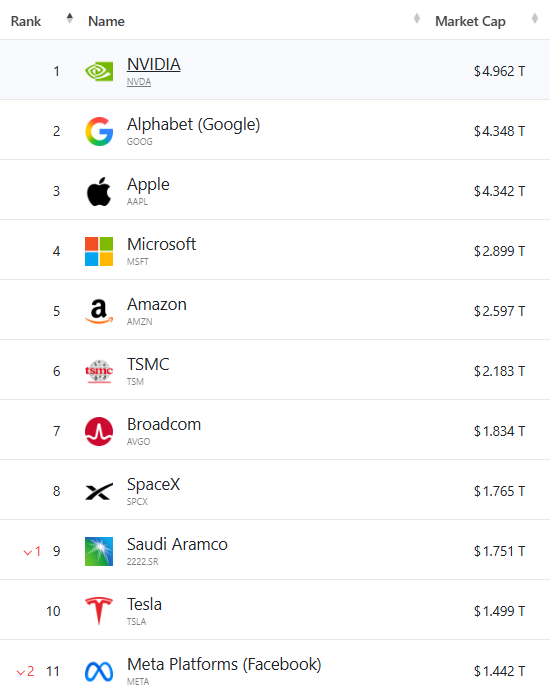 Rank Name Market Cap
1 NVIDIA $4.962 T
NVDA
2 Alphabet (Google) $4.348 T
GOOG
3 Apple $4.342 T
AAPL
4 Microsoft $2.899 T
MSFT
5 a Amazon $2.597 T
AMZN
6 tsmc TSMC $2.183 T
TSM
7 Broadcom $1.834 T
AVGO
8 SpaceX $1.765 T
SPCX
1 9 Saudi Aramco $1.751 T
2222.SR
10 Tesla $1.499 T
TSLA
2 11 Meta Platforms (Facebook) $1.442 T
META